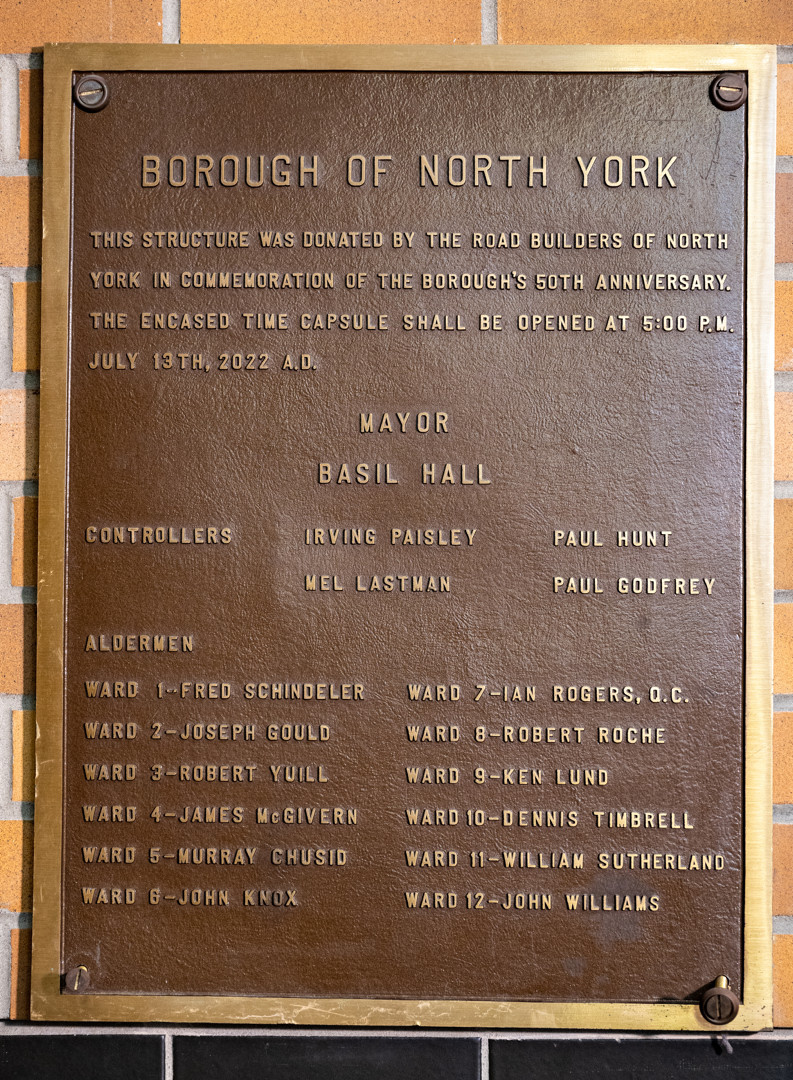 BOROUGH OF NORTH YORK
THIS STRUCTURE WAS DONATED BY THE ROAD BUILDERS OF NORTH
YORK IN COMMEMORATION OF THE BOROUGH'S 50TH ANNIVERSARY.
THE ENCASED TIME CAPSULE SHALL BE OPENED AT 5:00 P.M.
JULY 13TH, 2022 A.D.
MAYOR
BASIL HALL
CONTROLLERS IRVING PAISLEY PAUL HUNT
MEL LASTMAN PAUL GODFREY
ALDERMEN
WARD 1-FRED SCHINDELER WARD 7-IAN ROGERS, Q.C.
WARD 2-JOSEPH GOULD WARD 8-ROBERT ROCHE
WARD 3-ROBERT YUILL WARD 9-KEN LUND
WARD 4-JAMES McGIVERN WARD 10-DENNIS TIMBRELL
WARD 5-MURRAY CHUSID WARD 11-WILLIAM SUTHERLAND
WARD 6-JOHN KNOX WARD 12-JOHN WILLIAMS